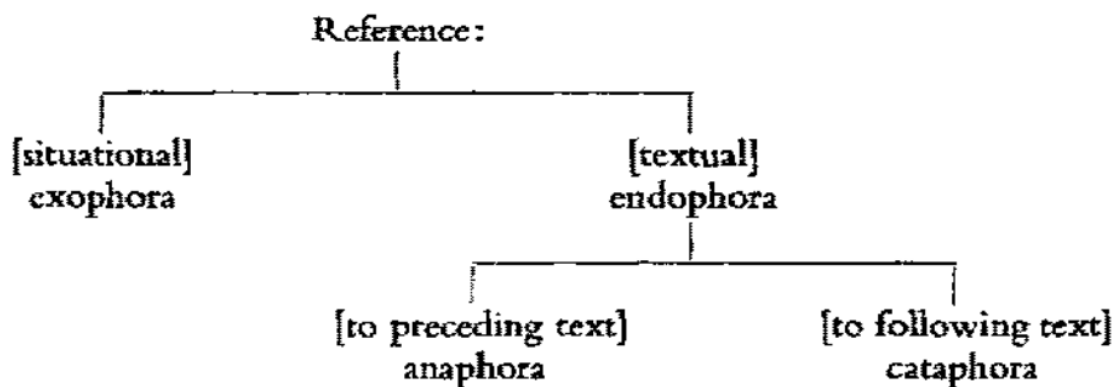 Reference:
[situational]
exophora
[textual]
endophora
[to preceding text]
anaphora
[to following text]
cataphora